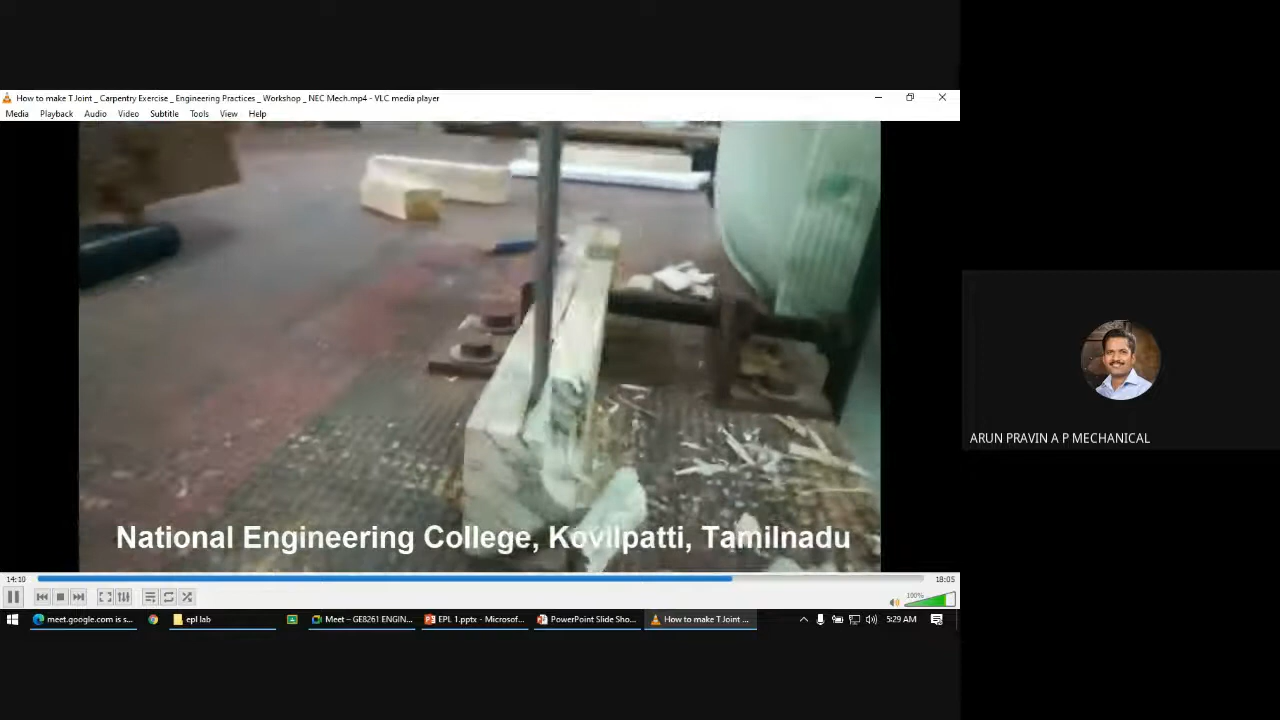 How to make T Joint _ Carpentry Exercise _ Engineering Practices _ Workshop _ NEC Mech.mp4 - VLC media player
Media Playback Audio Video Subtitle Tools View Help
National Engineering College, Kovilpatti, Tamilnadu
14:10 18:05
100%
meet.google.com is s... epl lab Meet – GE8261 ENGIN... EPL 1.pptx - Microsof... PowerPoint Slide Sho... How to make T Joint ... 5:29 AM
ARUN PRAVIN A P MECHANICAL